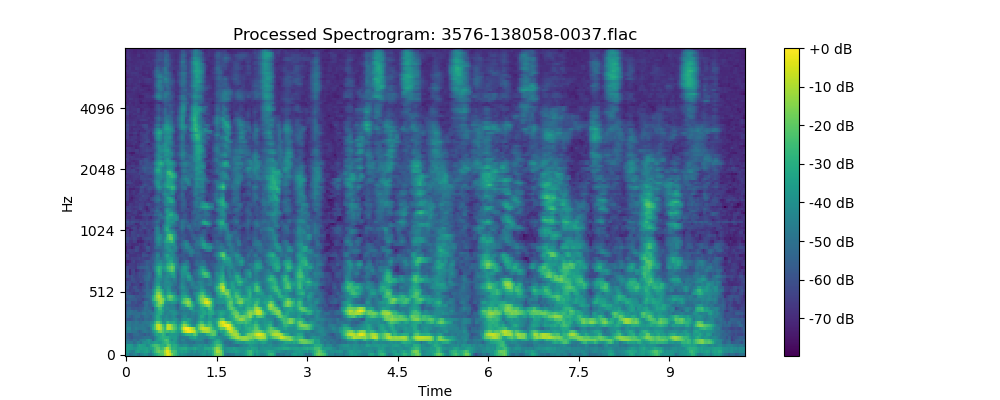 Processed Spectrogram: 3576-138058-0037.flac
Hz
4096
2048
1024
512
0
0 1.5 3 4.5 6 7.5 9
Time
+0 dB
-10 dB
-20 dB
-30 dB
-40 dB
-50 dB
-60 dB
-70 dB